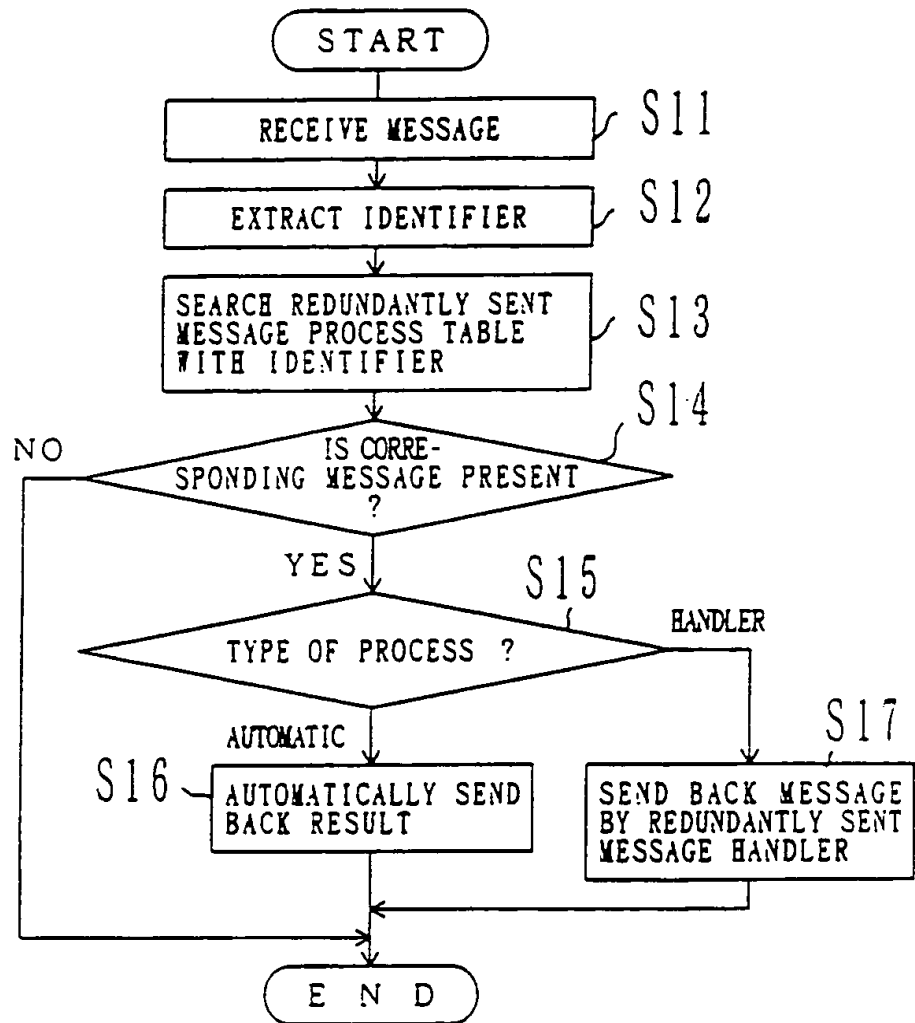 START
RECEIVE MESSAGE
S11
EXTRACT IDENTIFIER
S12
SEARCH REDUNDANTLY SENT
MESSAGE PROCESS TABLE
WITH IDENTIFIER
S13
S14
NO
IS CORRE-
SPONDING MESSAGE PRESENT
?
YES
S15
TYPE OF PROCESS ?
HANDLER
AUTOMATIC
S16
AUTOMATICALLY SEND
BACK RESULT
S17
SEND BACK MESSAGE
BY REDUNDANTLY SENT
MESSAGE HANDLER
END